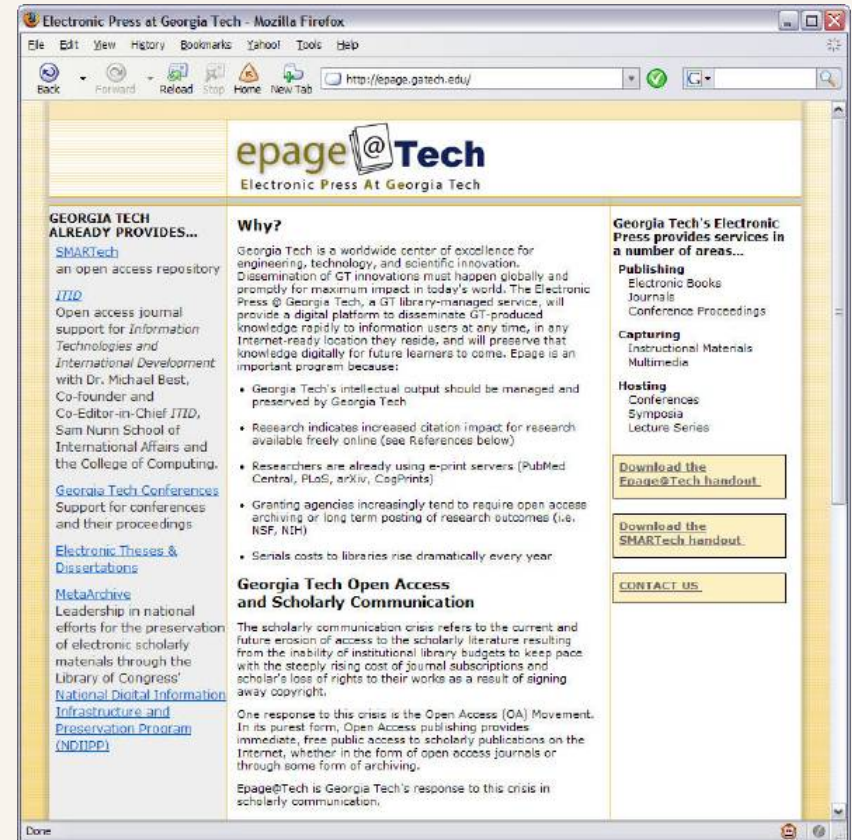 Electronic Press at Georgia Tech - Mozilla Firefox
File Edit View History Bookmarks Yahoo! Tools Help
Back Forward Reload Stop Home New Tab http://epage.gatech.edu/ G
epage@Tech
Electronic Press At Georgia Tech
GEORGIA TECH
ALREADY PROVIDES...
SMARTech
an open access repository
ITID
Open access journal
support for Information
Technologies and
International Development
with Dr. Michael Best,
Co-founder and
Co-Editor-in-Chief ITID,
Sam Nunn School of
International Affairs and
the College of Computing.
Georgia Tech Conferences
Support for conferences
and their proceedings
Electronic Theses &
Dissertations
MetaArchive
Leadership in national
efforts for the preservation
of electronic scholarly
materials through the
Library of Congress'
National Digital Information
Infrastructure and
Preservation Program
(NDIIPP)
Why?
Georgia Tech is a worldwide center of excellence for
engineering, technology, and scientific innovation.
Dissemination of GT innovations must happen globally and
promptly for maximum impact in today's world. The Electronic
Press @ Georgia Tech, a GT library-managed service, will
provide a digital platform to disseminate GT-produced
knowledge rapidly to information users at any time, in any
Internet-ready location they reside, and will preserve that
knowledge digitally for future learners to come. Epage is an
important program because:
• Georgia Tech's intellectual output should be managed and
preserved by Georgia Tech
• Research indicates increased citation impact for research
available freely online (see References below)
• Researchers are already using e-print servers (PubMed
Central, PLoS, arXiv, CogPrints)
• Granting agencies increasingly tend to require open access
archiving or long term posting of research outcomes (i.e.
NSF, NIH)
• Serials costs to libraries rise dramatically every year
Georgia Tech Open Access
and Scholarly Communication
The scholarly communication crisis refers to the current and
future erosion of access to the scholarly literature resulting
from the inability of institutional library budgets to keep pace
with the steeply rising cost of journal subscriptions and
scholar's loss of rights to their works as a result of signing
away copyright.
One response to this crisis is the Open Access (OA) Movement.
In its purest form, Open Access publishing provides
immediate, free public access to scholarly publications on the
Internet, whether in the form of open access journals or
through some form of archiving.
Epage@Tech is Georgia Tech's response to this crisis in
scholarly communication.
Georgia Tech's Electronic
Press provides services in
a number of areas...
Publishing
Electronic Books
Journals
Conference Proceedings
Capturing
Instructional Materials
Multimedia
Hosting
Conferences
Symposia
Lecture Series
Download the
Epage@Tech handout
Download the
SMARTech handout
CONTACT US
Done